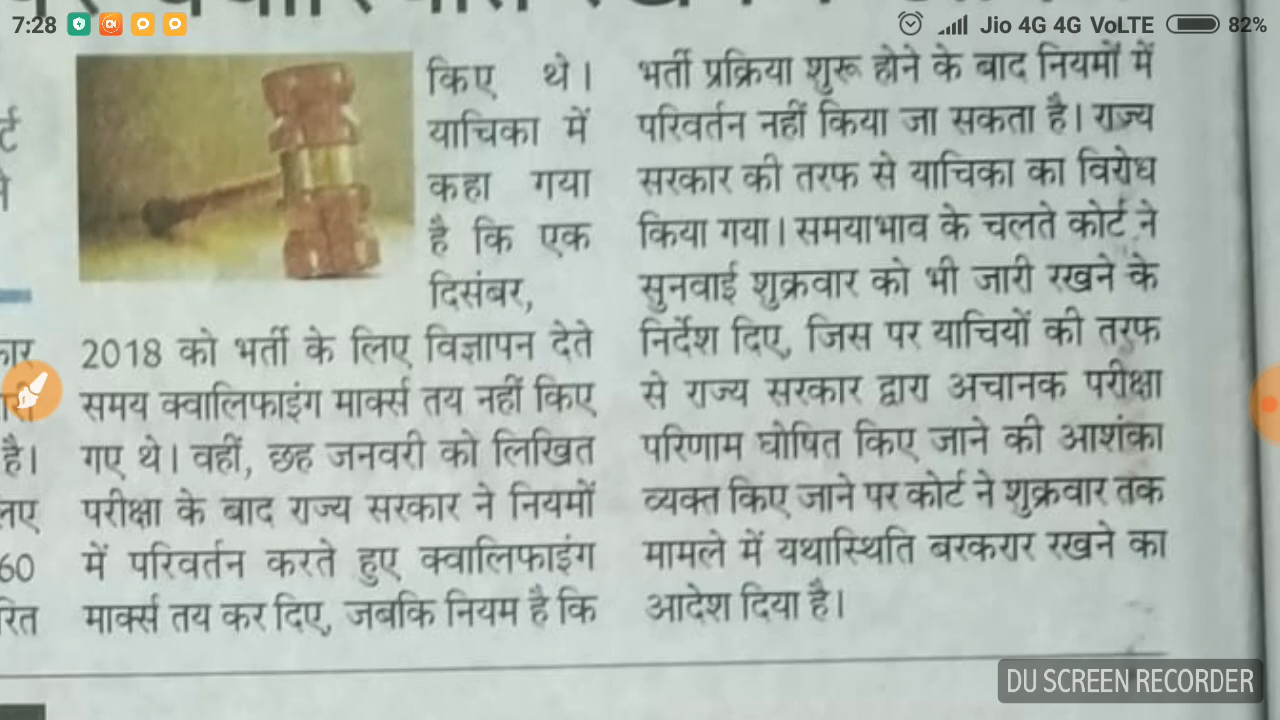 7:28
Jio 4G 4G VoLTE
82%
किए थे।
याचिका में
कहा गया
है कि एक
दिसंबर,
2018 को भर्ती के लिए विज्ञापन देते
समय क्वालिफाइंग मार्क्स तय नहीं किए
गए थे। वहीं, छह जनवरी को लिखित
परीक्षा के बाद राज्य सरकार ने नियमों
में परिवर्तन करते हुए क्वालिफाइंग
मार्क्स तय कर दिए, जबकि नियम है कि
भर्ती प्रक्रिया शुरू होने के बाद नियमों में
परिवर्तन नहीं किया जा सकता है। राज्य
सरकार की तरफ से याचिका का विरोध
किया गया। समयाभाव के चलते कोर्ट ने
सुनवाई शुक्रवार को भी जारी रखने के
निर्देश दिए, जिस पर याचियों की तरफ
से राज्य सरकार द्वारा अचानक परीक्षा
परिणाम घोषित किए जाने की आशंका
व्यक्त किए जाने पर कोर्ट ने शुक्रवार तक
मामले में यथास्थिति बरकरार रखने का
आदेश दिया है।
है।
60
DU SCREEN RECORDER